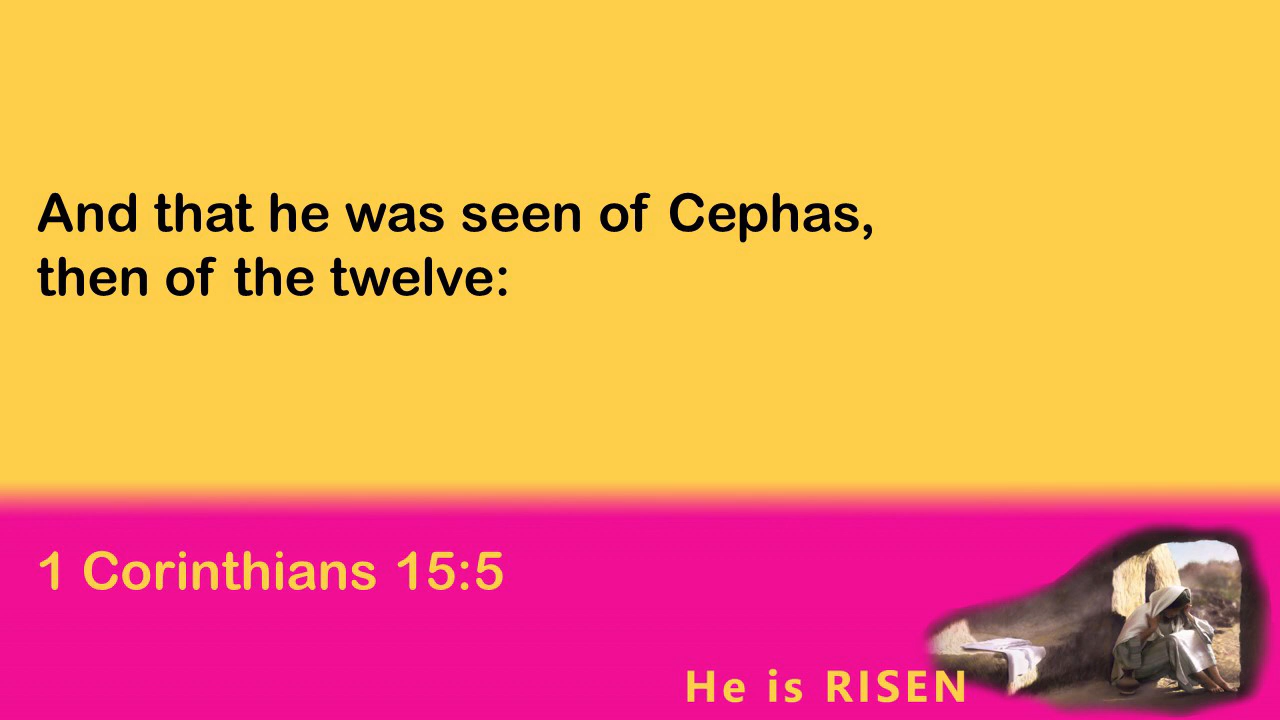 And that he was seen of Cephas,
then of the twelve:
1 Corinthians 15:5
He is RISEN